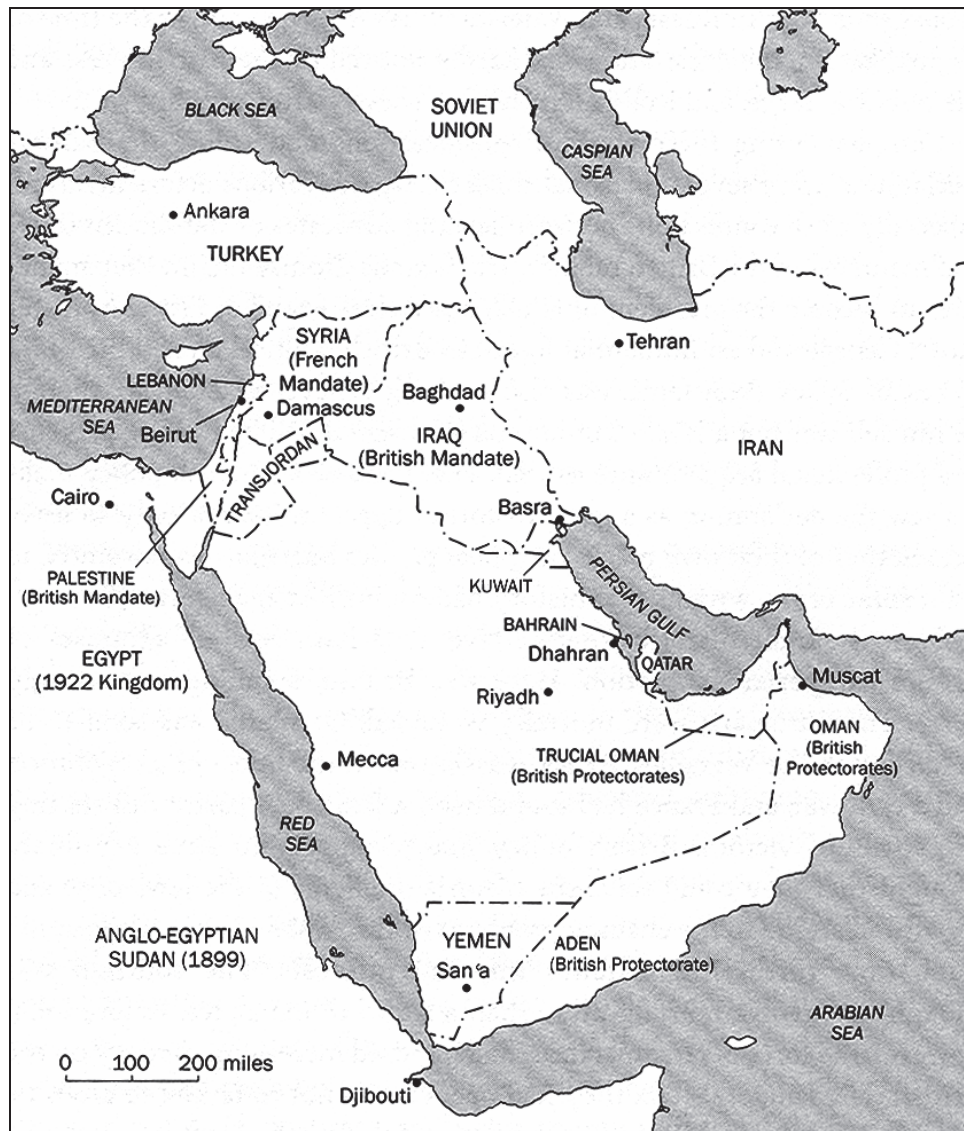 BLACK SEA
SOVIET
UNION
CASPIAN
SEA
Ankara
TURKEY
Tehran
SYRIA
(French
Mandate)
LEBANON
MEDITERRANEAN
SEA
Damascus
Beirut
Baghdad
IRAQ
(British Mandate)
IRAN
TRANSJORDAN
Cairo
Basra
PALESTINE
(British Mandate)
KUWAIT
PERSIAN GULF
BAHRAIN
Dhahran
QATAR
EGYPT
(1922 Kingdom)
Riyadh
Muscat
OMAN
(British
Protectorates)
TRUCIAL OMAN
(British Protectorates)
Mecca
RED
SEA
ANGLO-EGYPTIAN
SUDAN (1899)
YEMEN
San'a
ADEN
(British Protectorate)
ARABIAN
SEA
0 100 200 miles
Djibouti